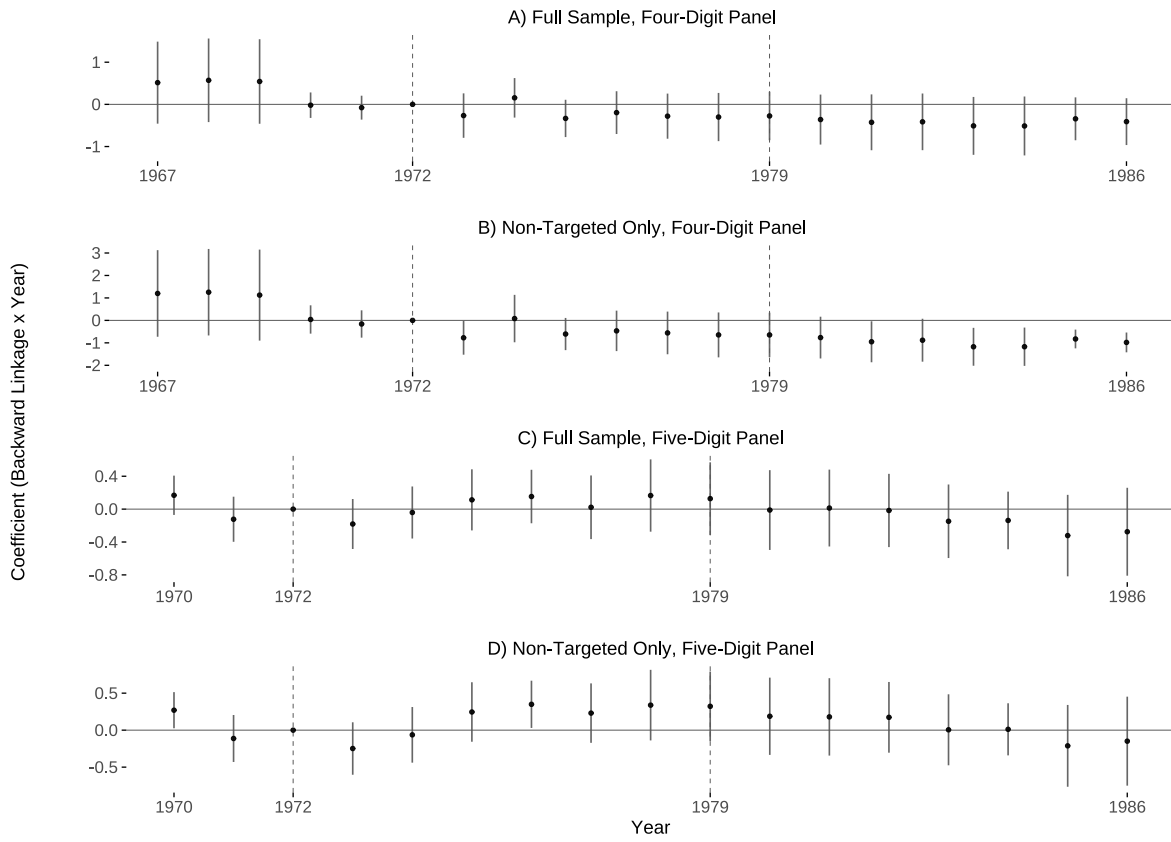 A) Full Sample, Four-Digit Panel
1
0
-1
1967 1972 1979 1986
B) Non-Targeted Only, Four-Digit Panel
3
2
1
0
-1
-2
1967 1972 1979 1986
Coefficient (Backward Linkage x Year)
C) Full Sample, Five-Digit Panel
0.4
0.0
-0.4
-0.8
1970 1972 1979 1986
D) Non-Targeted Only, Five-Digit Panel
0.5
0.0
-0.5
1970 1972 1979 1986
Year